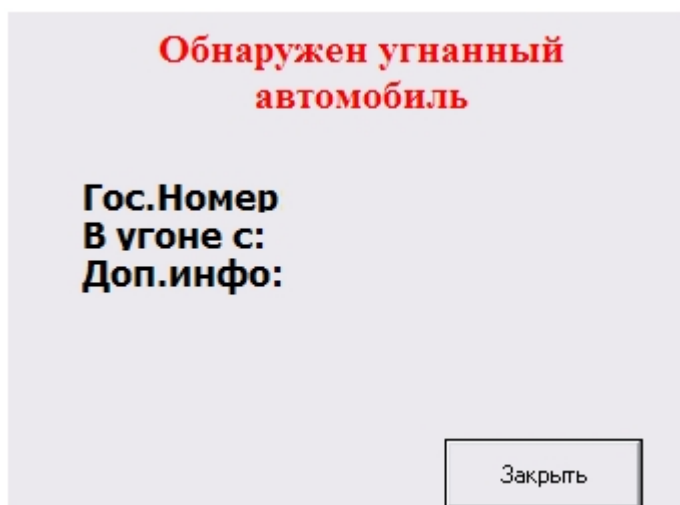 Обнаружен угнанный
автомобиль
Гос.Номер
В угоне с:
Доп.инфо:
Закрыть